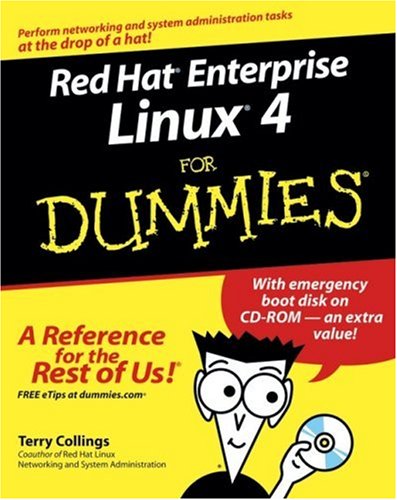 Perform networking and system administration tasks
at the drop of a hat!
Red Hat® Enterprise
Linux® 4
FOR
DUMMIES®
With emergency
boot disk on
CD-ROM — an extra
value!
A Reference
for the
Rest of Us!®
FREE eTips at dummies.com®
Terry Collings
Coauthor of Red Hat Linux
Networking and System Administration